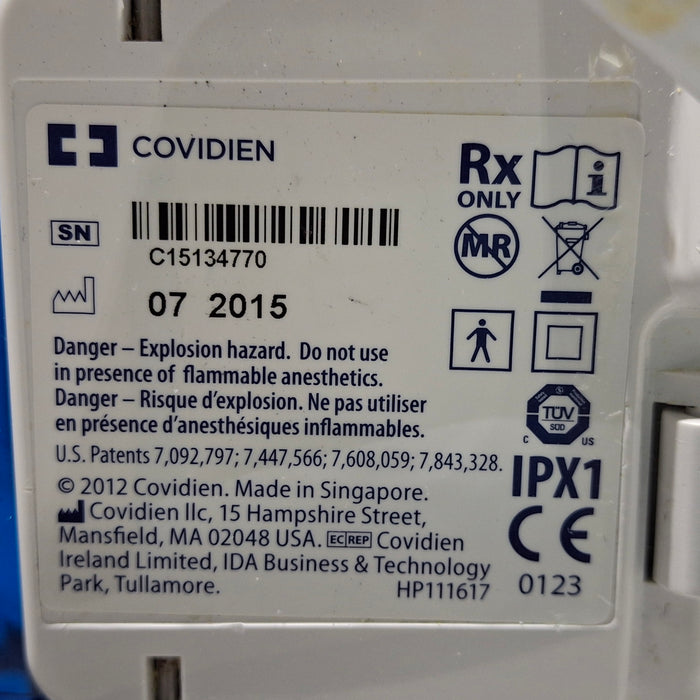 COVIDIEN
Rx
ONLY
i
SN
C15134770
MR
07 2015
Danger – Explosion hazard. Do not use
in presence of flammable anesthetics.
Danger – Risque d'explosion. Ne pas utiliser
en présence d'anesthésiques inflammables.
TÜV
SÜD
C US
U.S. Patents 7,092,797; 7,447,566; 7,608,059; 7,843,328.
IPX1
© 2012 Covidien. Made in Singapore.
Covidien llc, 15 Hampshire Street,
Mansfield, MA 02048 USA. EC REP Covidien
Ireland Limited, IDA Business & Technology
Park, Tullamore.
HP111617
CE
0123